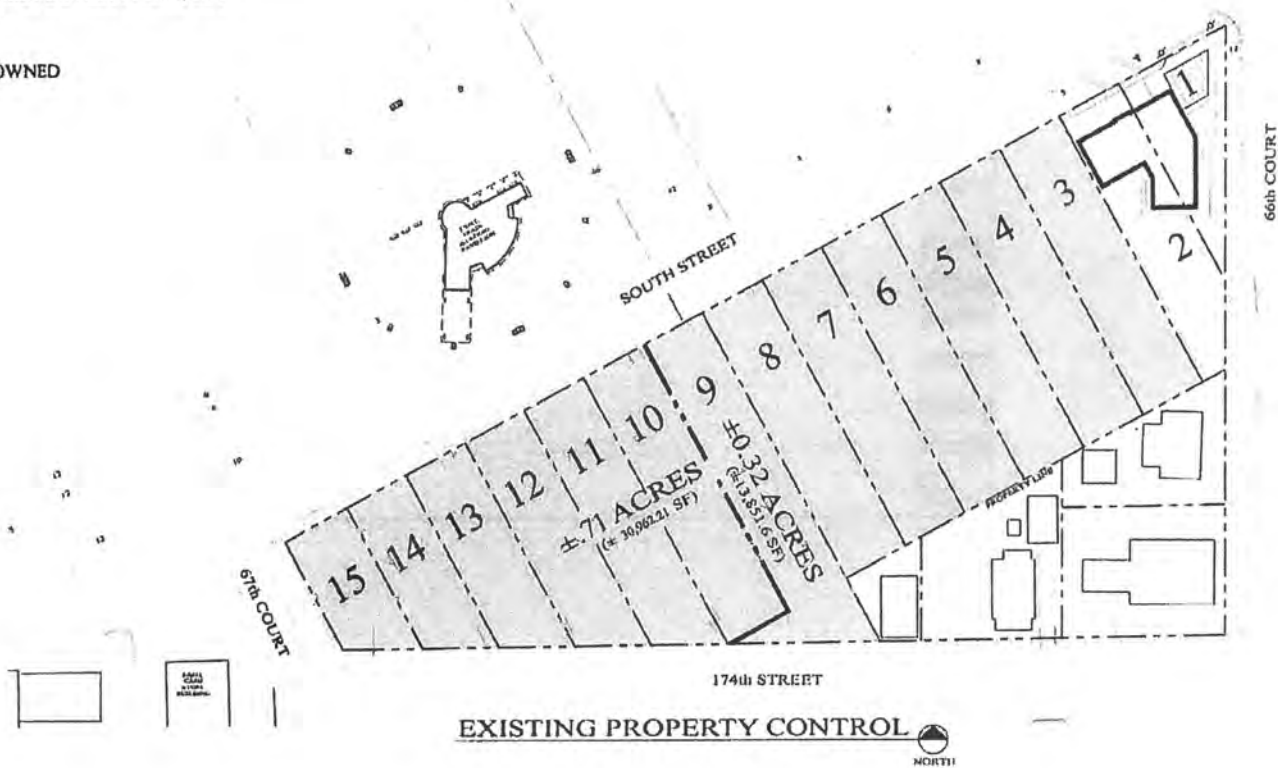 OWNED
66th COURT
SOUTH STREET
1
2
3
4
5
6
7
8
9
10
11
12
13
14
15
±0.32 ACRES
(±13,851.6 SF)
±.71 ACRES
(± 30,962.21 SF)
PROPERTY LINE
67th COURT
174th STREET
EXISTING PROPERTY CONTROL
NORTH